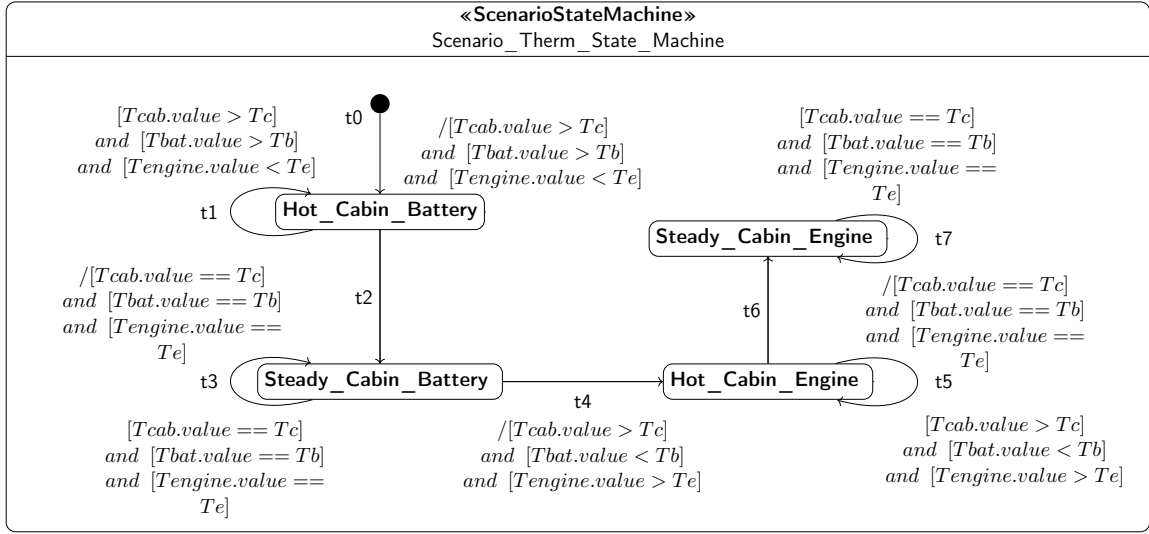 «ScenarioStateMachine»
Scenario_Therm_State_Machine
[Tcab.value > Tc]
and [Tbat.value > Tb]
and [Tengine.value < Te]
t0
/[Tcab.value > Tc]
and [Tbat.value > Tb]
and [Tengine.value < Te]
[Tcab.value == Tc]
and [Tbat.value == Tb]
and [Tengine.value ==
Te]
t1
Hot_Cabin_Battery
Steady_Cabin_Engine
t7
/[Tcab.value == Tc]
and [Tbat.value == Tb]
and [Tengine.value ==
Te]
t2
t6
/[Tcab.value == Tc]
and [Tbat.value == Tb]
and [Tengine.value ==
Te]
t3
Steady_Cabin_Battery
t4
Hot_Cabin_Engine
t5
[Tcab.value == Tc]
and [Tbat.value == Tb]
and [Tengine.value ==
Te]
/[Tcab.value > Tc]
and [Tbat.value < Tb]
and [Tengine.value > Te]
[Tcab.value > Tc]
and [Tbat.value < Tb]
and [Tengine.value > Te]